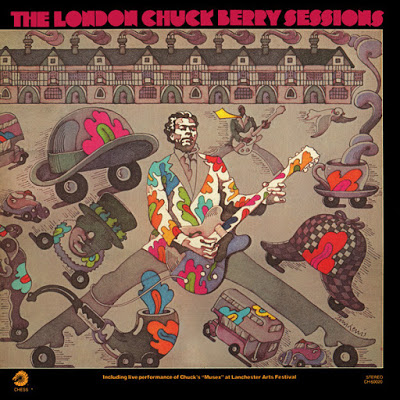 THE LONDON CHUCK BERRY SESSIONS
Including live performance of Chuck's "Muses" at Lanchester Arts Festival
STEREO
CH60020
CHESS